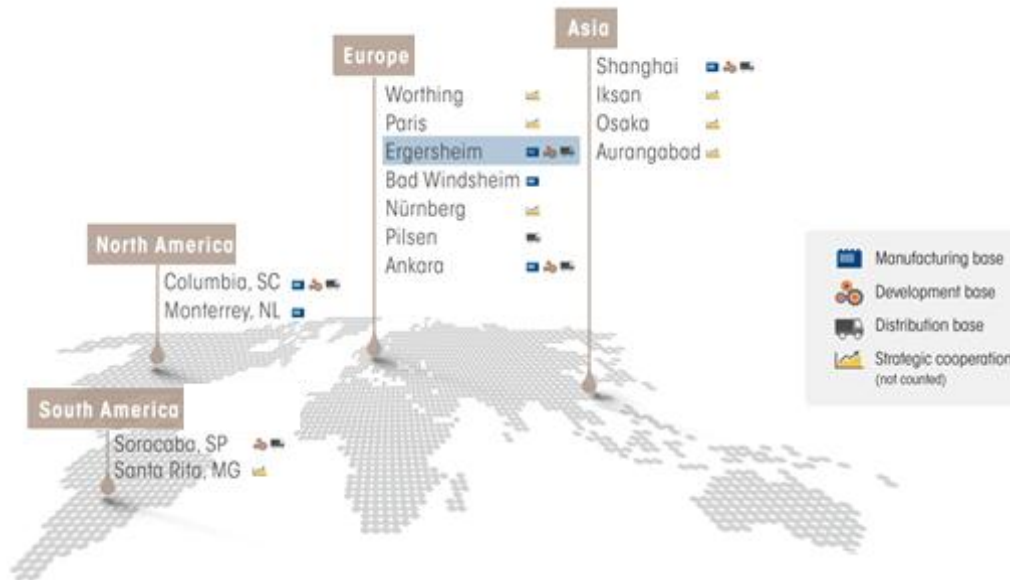 Asia
Shanghai
Iksan
Osaka
Aurangabad
Europe
Worthing
Paris
Ergersheim
Bad Windsheim
Nürnberg
Pilsen
Ankara
North America
Columbia, SC
Monterrey, NL
South America
Sorocaba, SP
Santa Rita, MG
Manufacturing base
Development base
Distribution base
Strategic cooperation
(not counted)